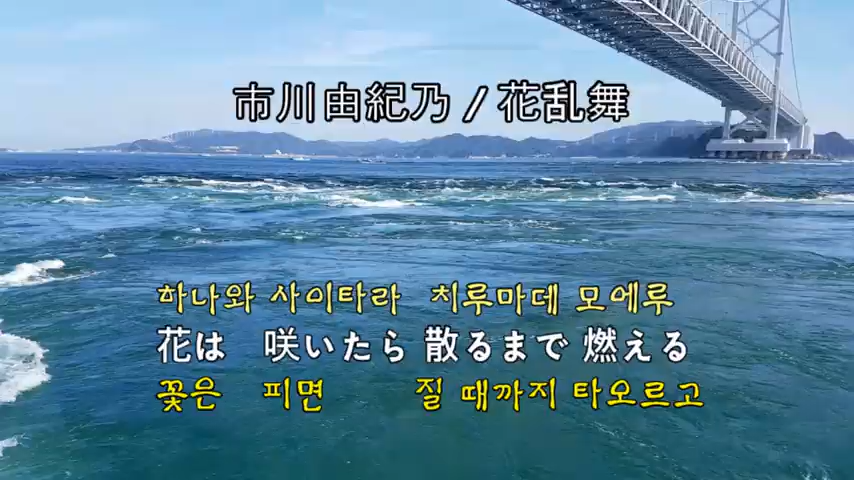 市川由紀乃 / 花乱舞
하나와 사이타라 치루마데 모에루
花は 咲いたら 散るまで 燃える
꽃은 피면 질 때까지 타오르고